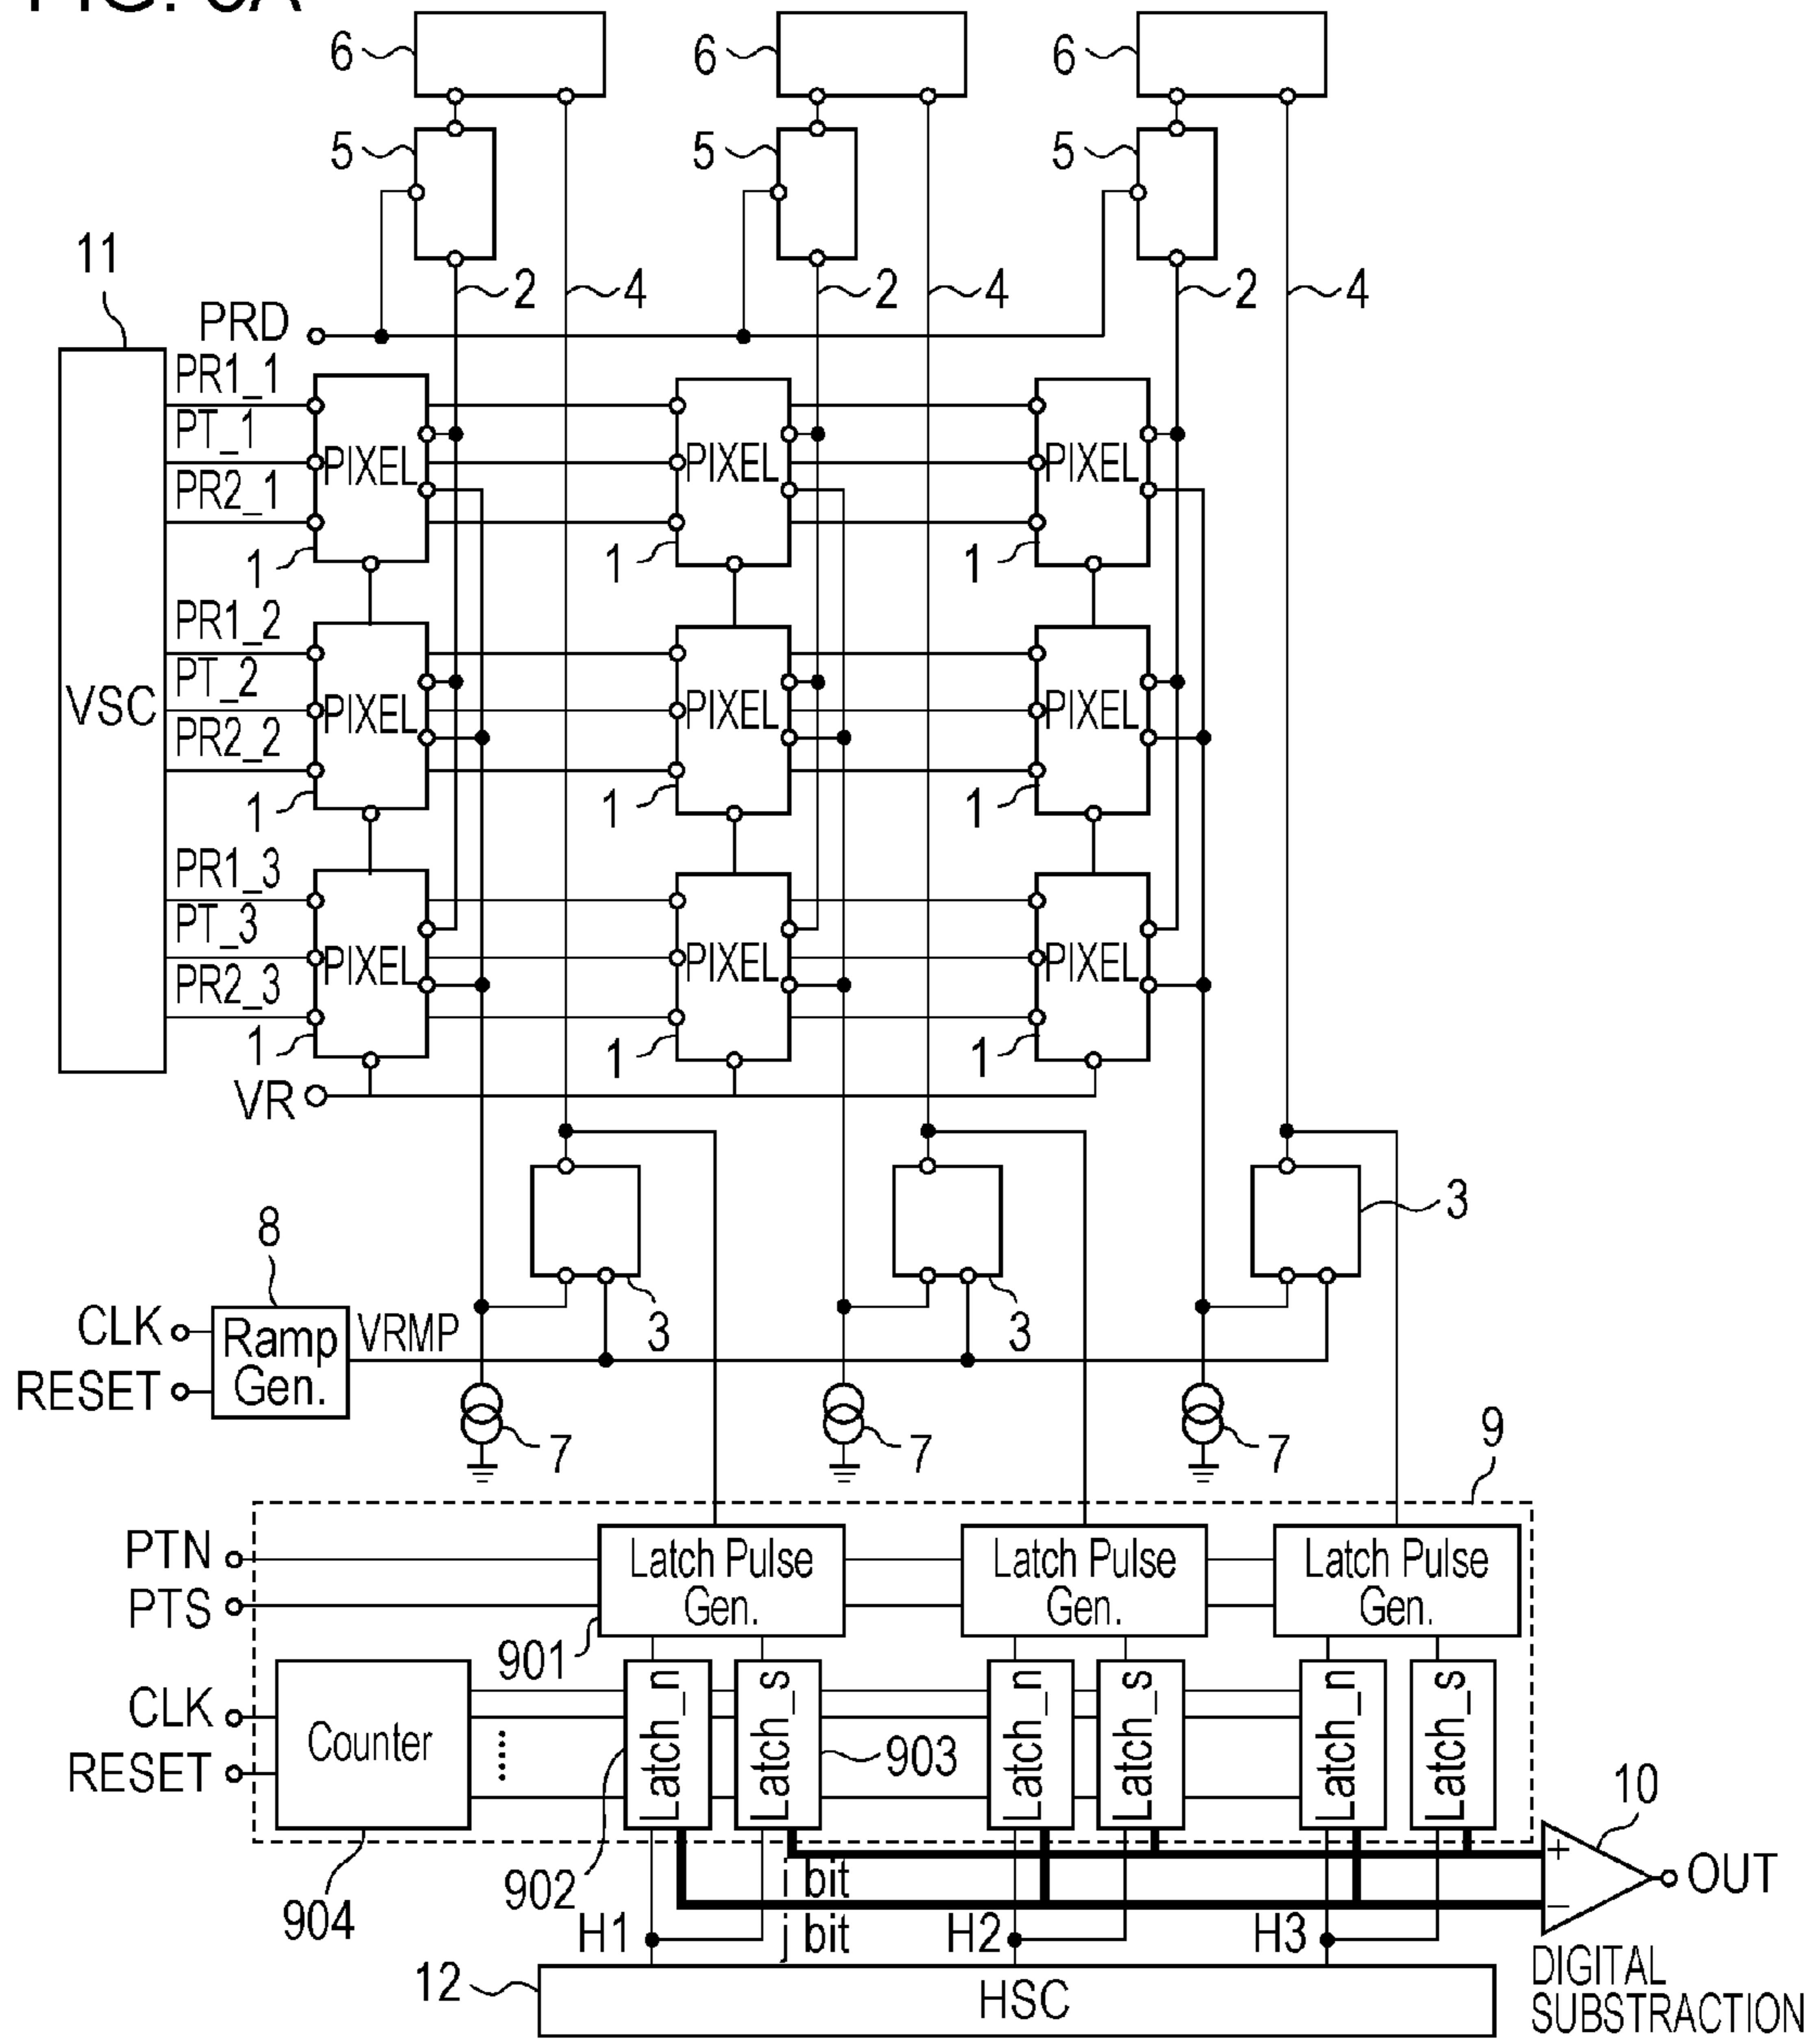 FIG. 6A
6 6 6
5 5 5
11
2 4 2 4 2 4
PRD
PR1_1
PT_1
PIXEL PIXEL PIXEL
PR2_1
1 1 1
PR1_2
PT_2
VSC PIXEL PIXEL PIXEL
PR2_2
1 1 1
PR1_3
PT_3
PIXEL PIXEL PIXEL
PR2_3
1 1 1
VR
3
8
CLK Ramp VRMP 3 3
RESET Gen.
7 7 7 9
PTN Latch Pulse Latch Pulse Latch Pulse
PTS Gen. Gen. Gen.
901
Latch_n Latch_s Latch_n Latch_s Latch_n Latch_s
CLK
Counter 903
RESET
10
902 j bit + OUT
904 −
H1 j bit H2 H3
12 HSC DIGITAL
SUBSTRACTION